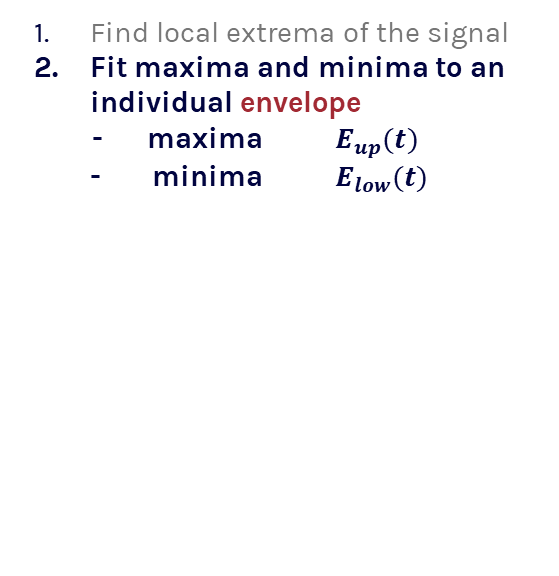 1. Find local extrema of the signal
2. Fit maxima and minima to an
individual envelope
- maxima E_up(t)
- minima E_low(t)